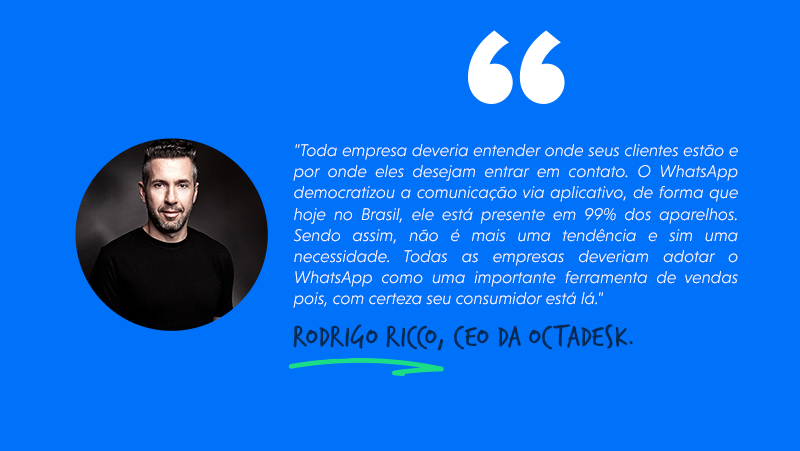 "Toda empresa deveria entender onde seus clientes estão e
por onde eles desejam entrar em contato. O WhatsApp
democratizou a comunicação via aplicativo, de forma que
hoje no Brasil, ele está presente em 99% dos aparelhos.
Sendo assim, não é mais uma tendência e sim uma
necessidade. Todas as empresas deveriam adotar o
WhatsApp como uma importante ferramenta de vendas
pois, com certeza seu consumidor está lá."
RODRIGO RICCO, CEO DA OCTADESK.